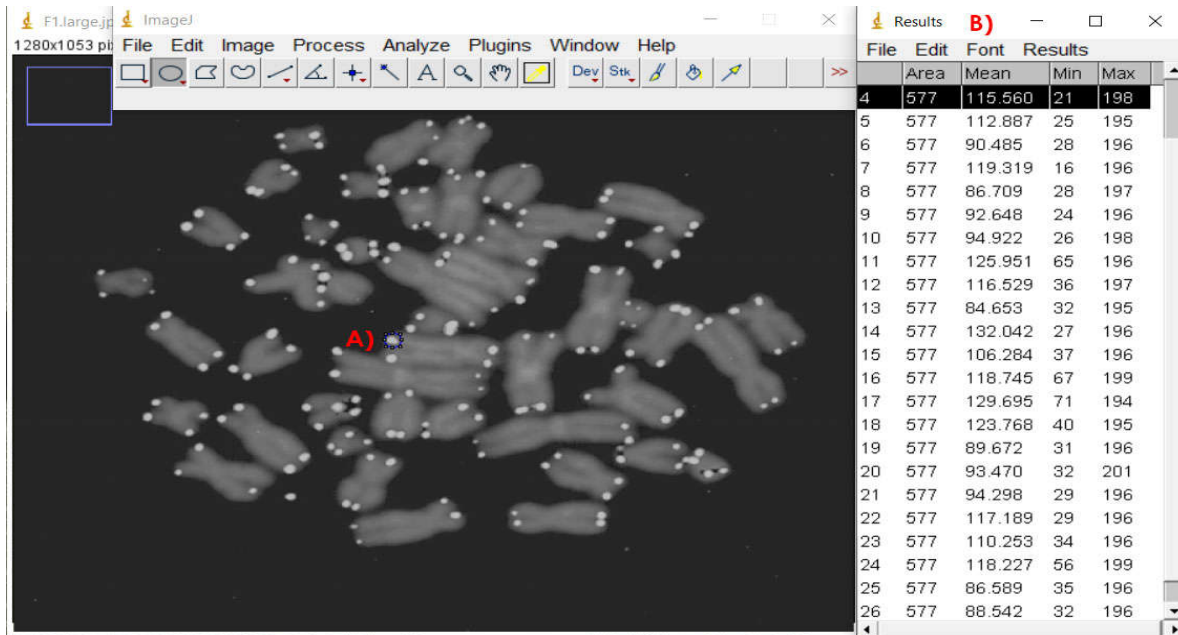 F1.large.jp
1280x1053 pi
ImageJ
File Edit Image Process Analyze Plugins Window Help
A Dev Stk >>
A)
Results B)
File Edit Font Results
Area Mean Min Max
4 577 115.560 21 198
5 577 112.887 25 195
6 577 90.485 28 196
7 577 119.319 16 196
8 577 86.709 28 197
9 577 92.648 24 196
10 577 94.922 26 198
11 577 125.951 65 196
12 577 116.529 36 197
13 577 84.653 32 195
14 577 132.042 27 196
15 577 106.284 37 196
16 577 118.745 67 199
17 577 129.695 71 194
18 577 123.768 40 195
19 577 89.672 31 196
20 577 93.470 32 201
21 577 94.298 29 196
22 577 117.189 29 196
23 577 110.253 34 196
24 577 118.227 56 199
25 577 86.589 35 196
26 577 88.542 32 196